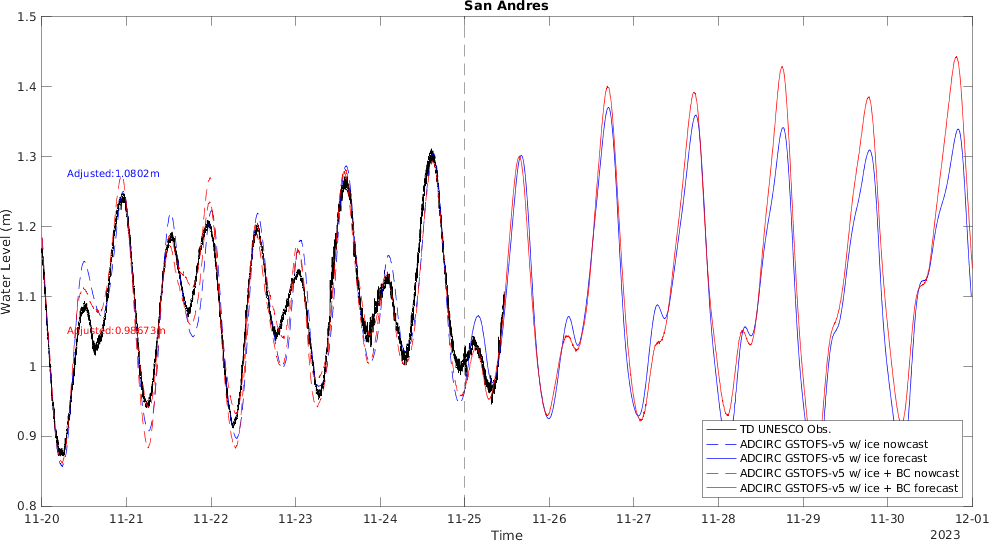 San Andres
1.5
1.4
1.3
1.2
1.1
1
0.9
0.8
Water Level (m)
Adjusted:1.0802m
Adjusted:0.98673m
TD UNESCO Obs.
ADCIRC GSTOFS-v5 w/ ice nowcast
ADCIRC GSTOFS-v5 w/ ice forecast
ADCIRC GSTOFS-v5 w/ ice + BC nowcast
ADCIRC GSTOFS-v5 w/ ice + BC forecast
11-20 11-21 11-22 11-23 11-24 11-25 11-26 11-27 11-28 11-29 11-30 12-01
Time
2023